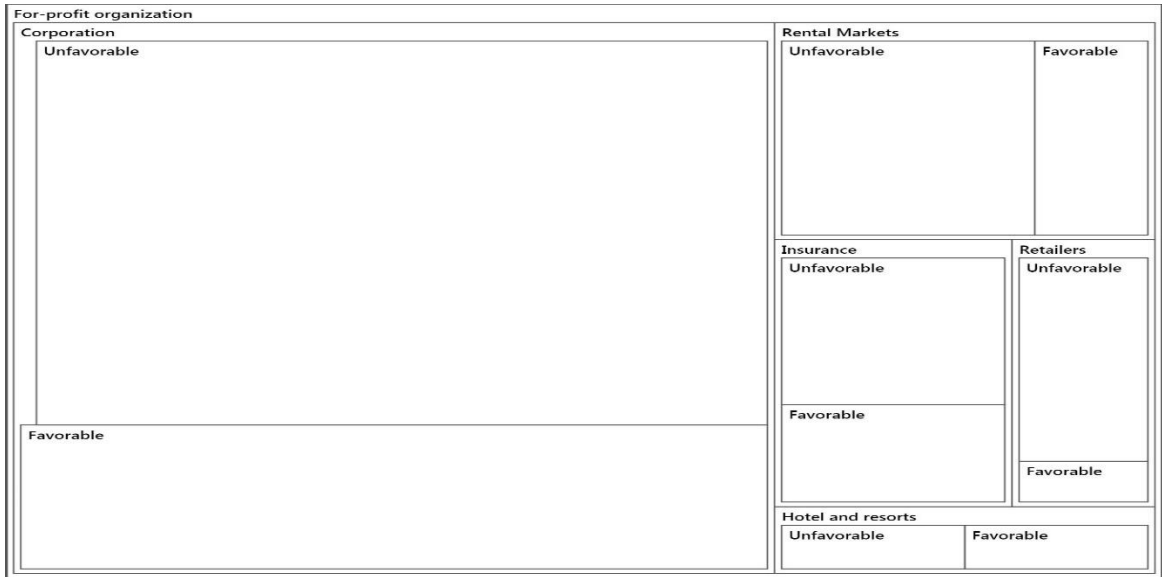 For-profit organization
Corporation
Unfavorable
Favorable
Rental Markets
Unfavorable
Favorable
Insurance
Unfavorable
Favorable
Retailers
Unfavorable
Favorable
Hotel and resorts
Unfavorable
Favorable